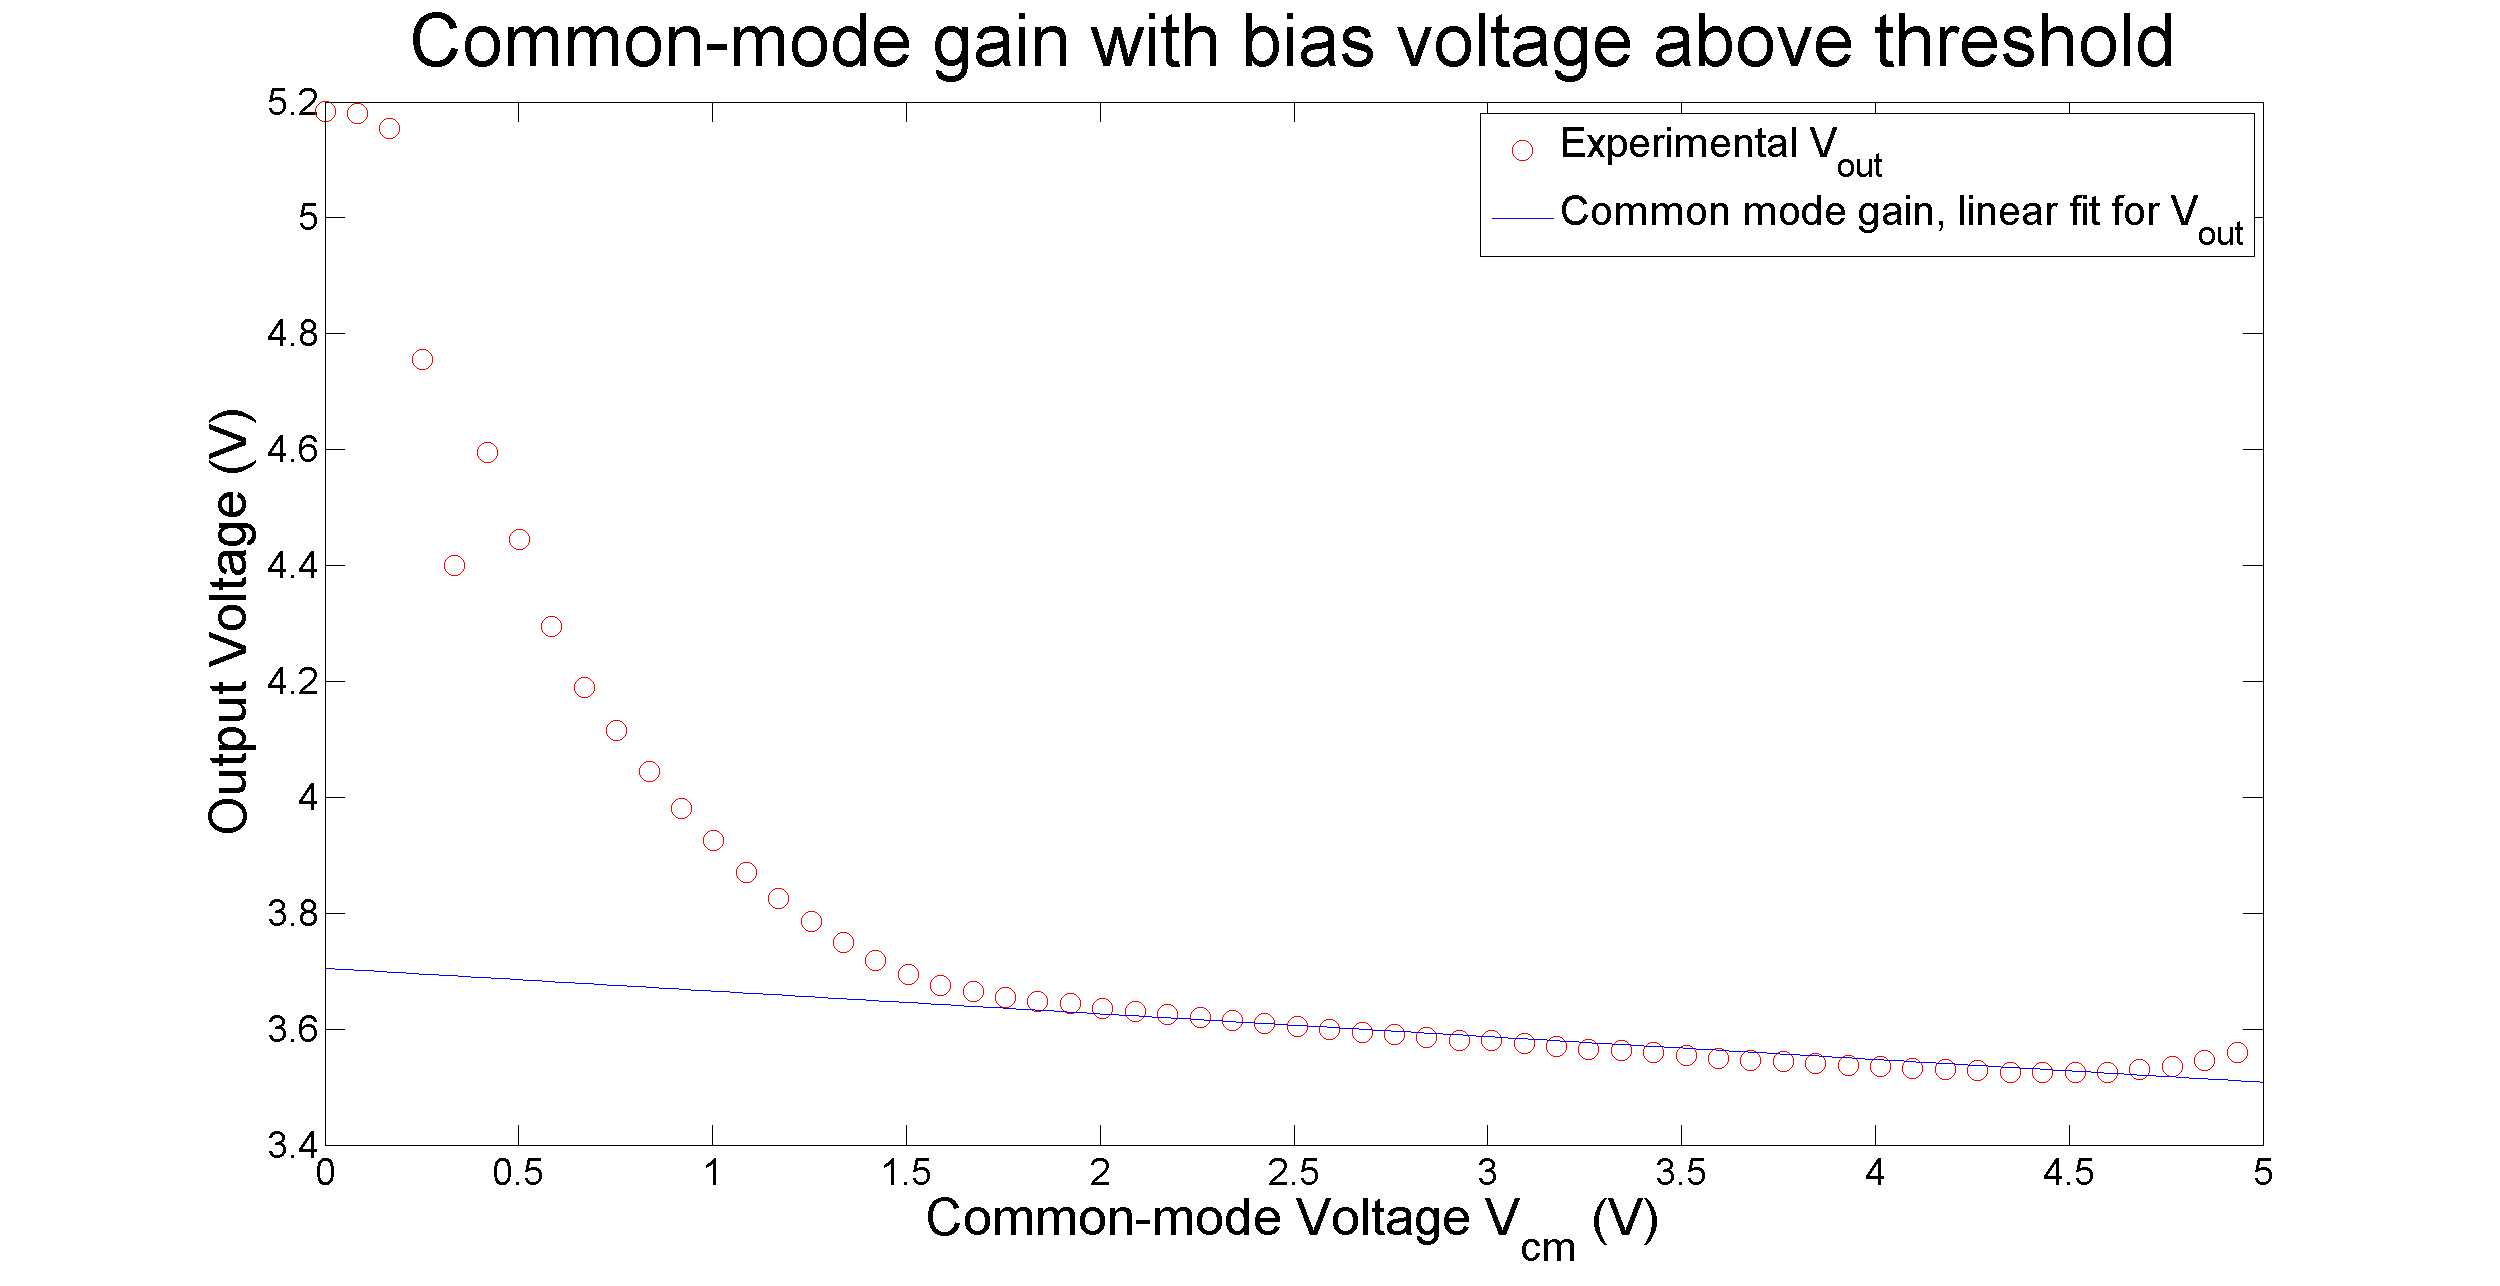 Common-mode gain with bias voltage above threshold
Experimental Vout
Common mode gain, linear fit for Vout
Output Voltage (V)
5.2
5
4.8
4.6
4.4
4.2
4
3.8
3.6
3.4
0 0.5 1 1.5 2 2.5 3 3.5 4 4.5 5
Common-mode Voltage Vcm (V)